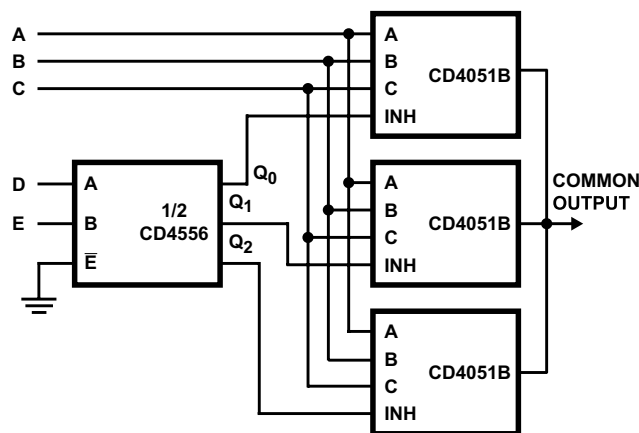 A
B
C
D
E
A
B
E̅
1/2
CD4556
Q0
Q1
Q2
A
B
C
INH
CD4051B
A
B
C
INH
CD4051B
A
B
C
INH
CD4051B
COMMON
OUTPUT